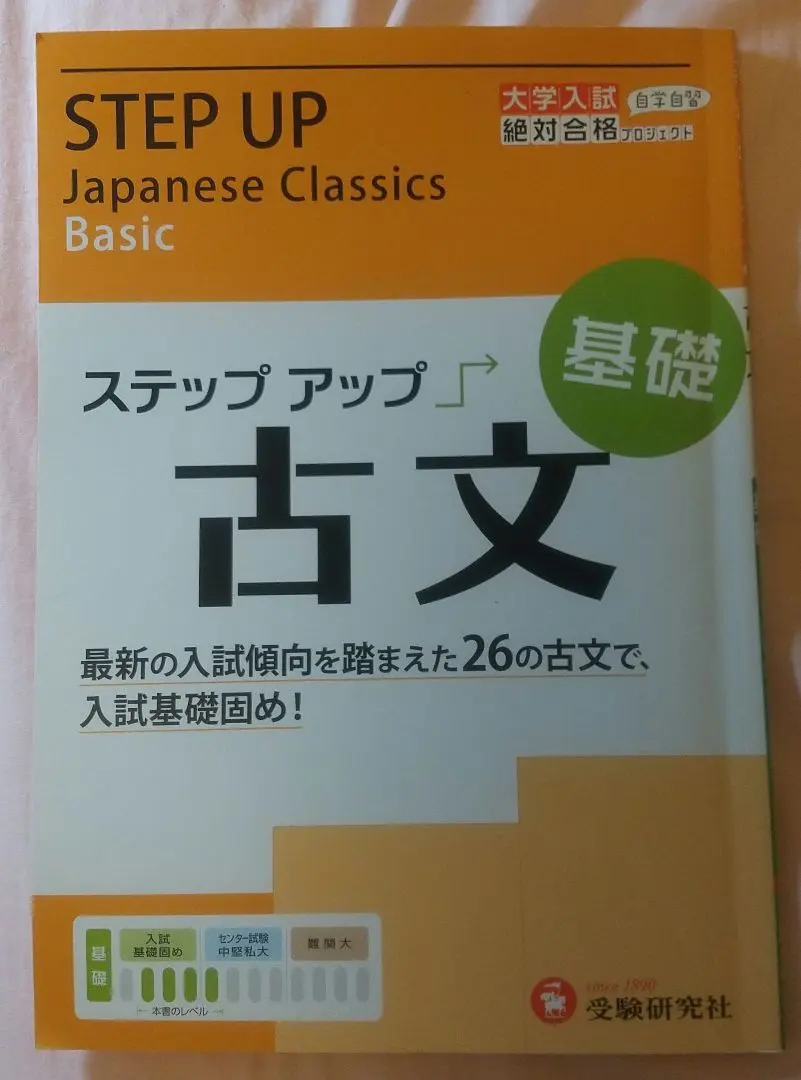 STEP UP
Japanese Classics
Basic
大学入試
自学自習
絶対合格プロジェクト
基礎
ステップ アップ
古文
最新の入試傾向を踏まえた26の古文で、
入試基礎固め!
基礎
入試
基礎固め
センター試験
中堅私大
難関大
本書のレベル
since 1890
受験研究社